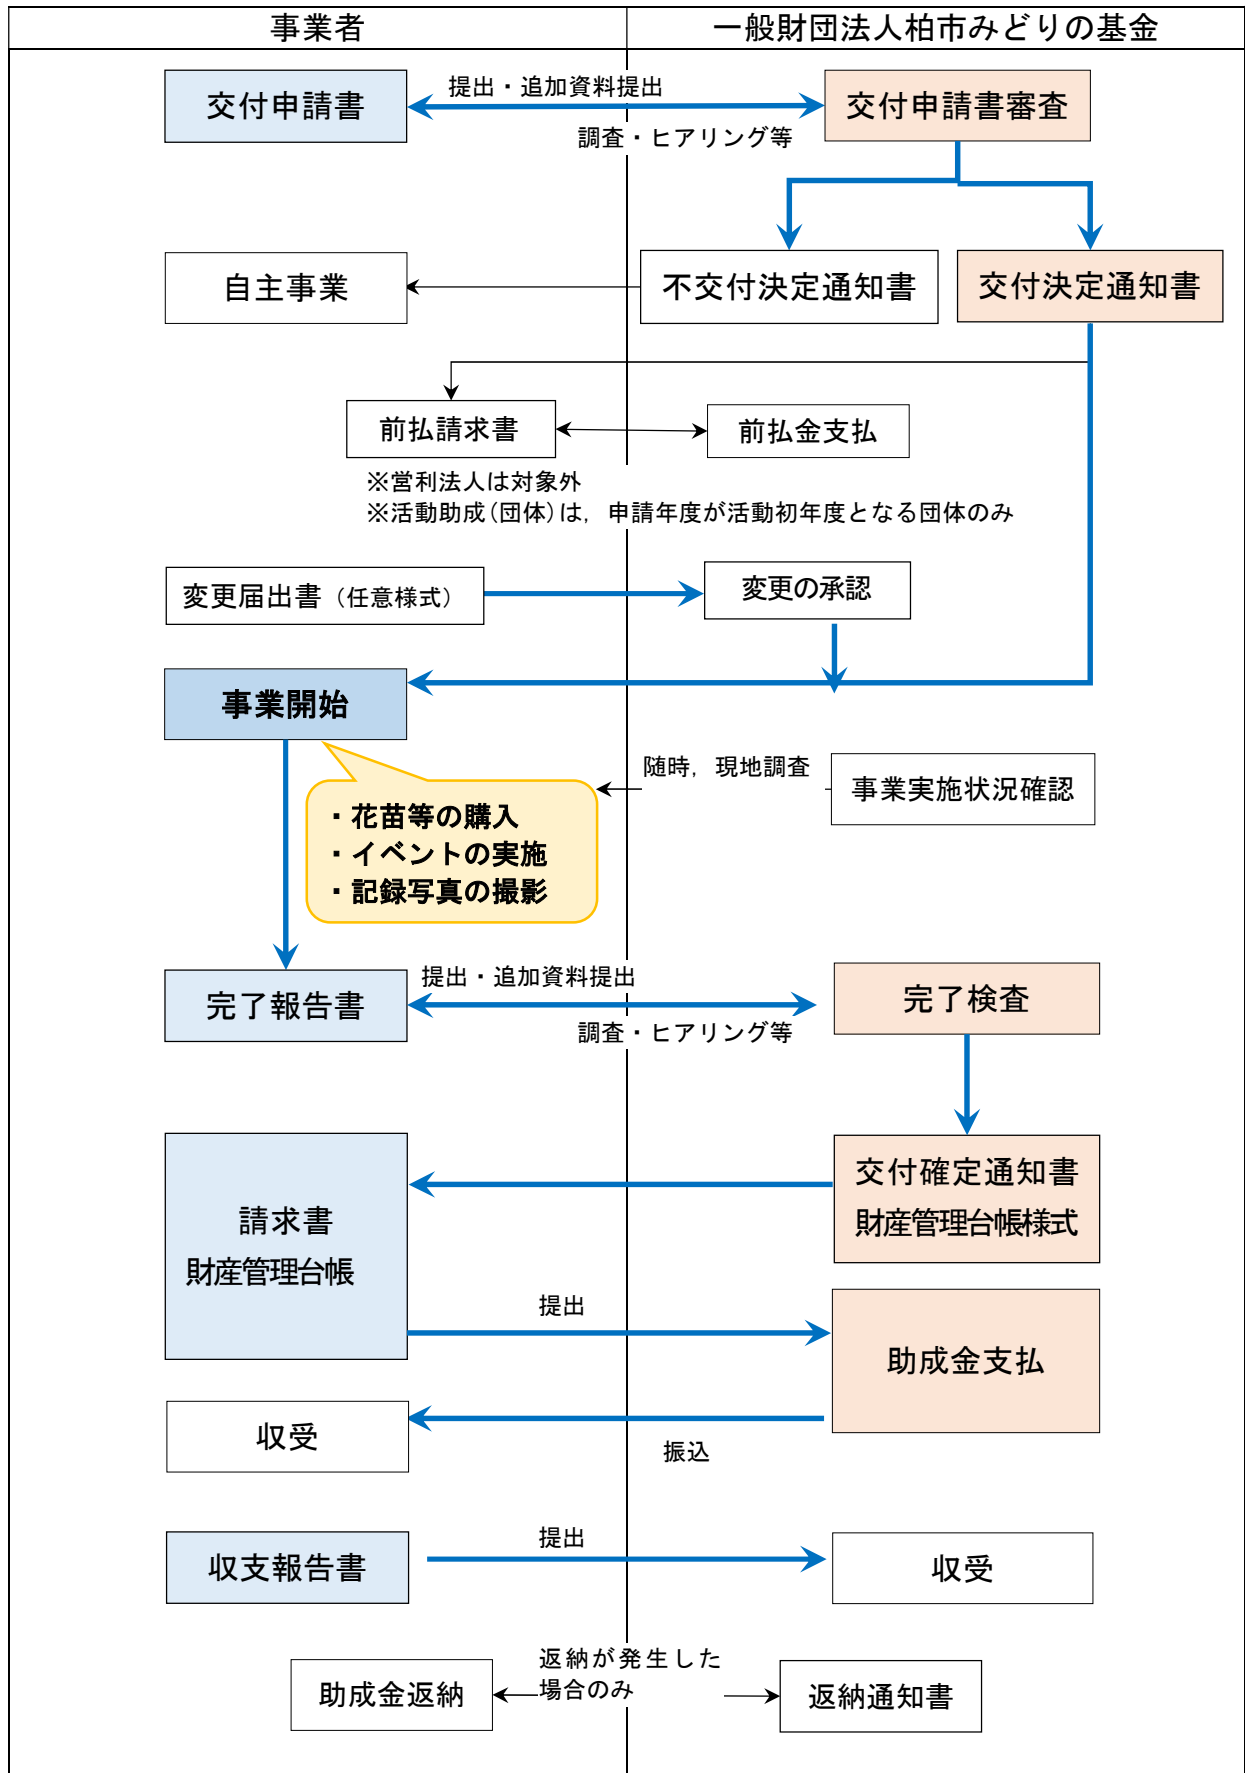 事業者
一般財団法人柏市みどりの基金
交付申請書
提出・追加資料提出
調査・ヒアリング等
交付申請書審査
自主事業
不交付決定通知書
交付決定通知書
前払請求書
前払金支払
※営利法人は対象外
※活動助成(団体)は，申請年度が活動初年度となる団体のみ
変更届出書（任意様式）
変更の承認
事業開始
随時，現地調査
事業実施状況確認
・花苗等の購入
・イベントの実施
・記録写真の撮影
完了報告書
提出・追加資料提出
調査・ヒアリング等
完了検査
請求書
財産管理台帳
交付確定通知書
財産管理台帳様式
提出
助成金支払
収受
振込
収支報告書
提出
収受
助成金返納
返納が発生した
場合のみ
返納通知書